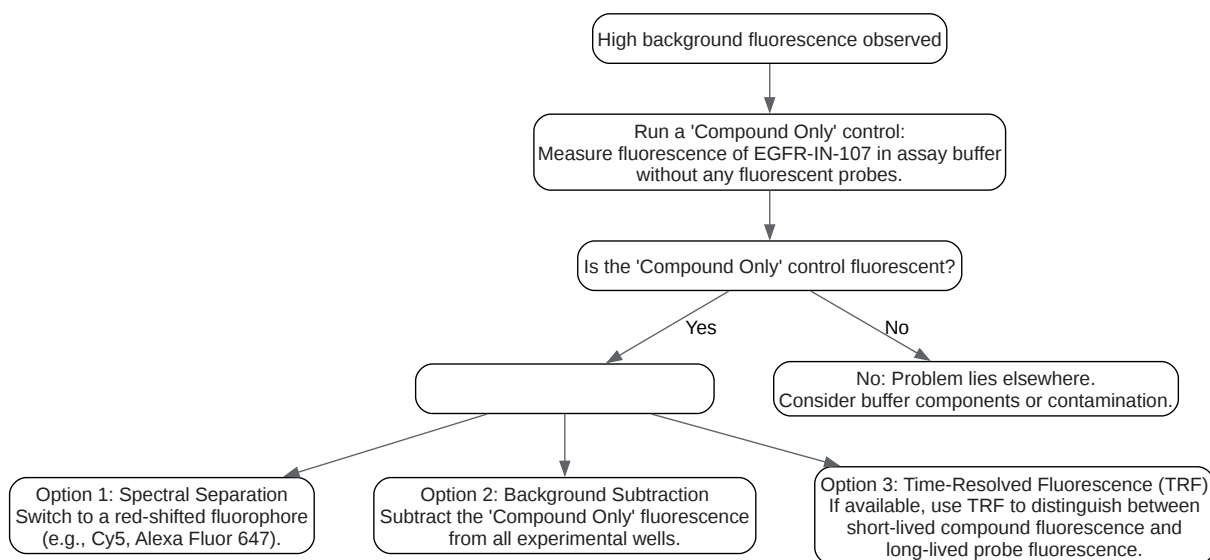 High background fluorescence observed
Run a 'Compound Only' control:
Measure fluorescence of EGFR-IN-107 in assay buffer
without any fluorescent probes.
Is the 'Compound Only' control fluorescent?
Yes
No
No: Problem lies elsewhere.
Consider buffer components or contamination.
Option 1: Spectral Separation
Switch to a red-shifted fluorophore
(e.g., Cy5, Alexa Fluor 647).
Option 2: Background Subtraction
Subtract the 'Compound Only' fluorescence
from all experimental wells.
Option 3: Time-Resolved Fluorescence (TRF)
If available, use TRF to distinguish between
short-lived compound fluorescence and
long-lived probe fluorescence.